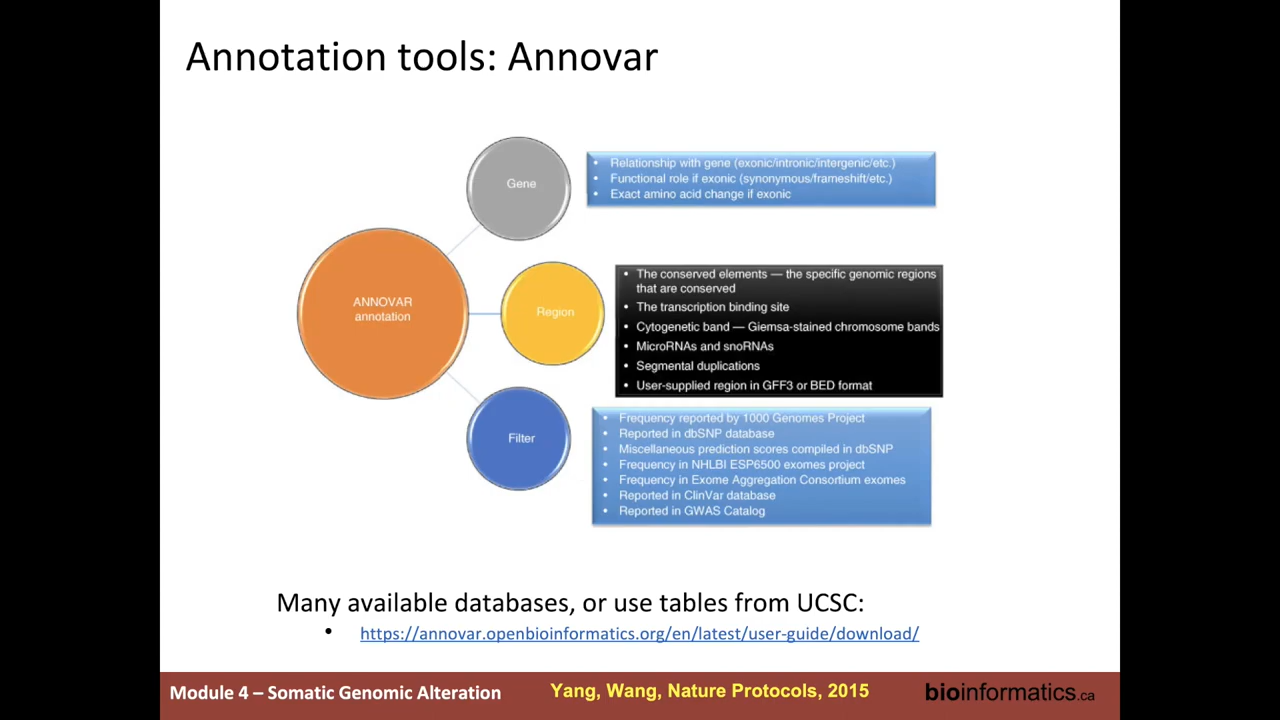 Annotation tools: Annovar
Gene
• Relationship with gene (exonic/intronic/intergenic/etc.)
• Functional role if exonic (synonymous/frameshift/etc.)
• Exact amino acid change if exonic
ANNOVAR
annotation
Region
• The conserved elements — the specific genomic regions
that are conserved
• The transcription binding site
• Cytogenetic band — Giemsa-stained chromosome bands
• MicroRNAs and snoRNAs
• Segmental duplications
• User-supplied region in GFF3 or BED format
Filter
• Frequency reported by 1000 Genomes Project
• Reported in dbSNP database
• Miscellaneous prediction scores compiled in dbSNP
• Frequency in NHLBI ESP6500 exomes project
• Frequency in Exome Aggregation Consortium exomes
• Reported in ClinVar database
• Reported in GWAS Catalog
Many available databases, or use tables from UCSC:
• https://annovar.openbioinformatics.org/en/latest/user-guide/download/
Module 4 – Somatic Genomic Alteration
Yang, Wang, Nature Protocols, 2015
bioinformatics.ca